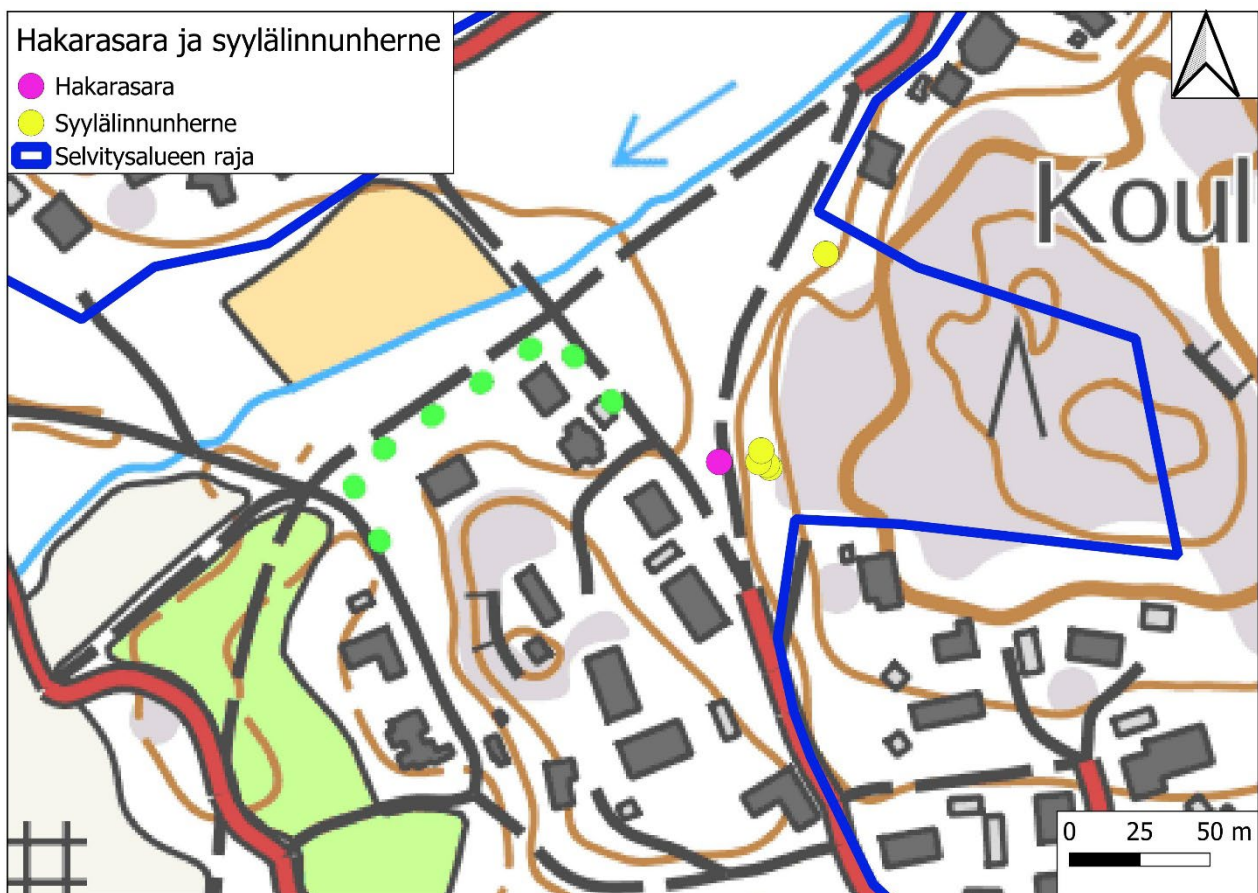 Hakarasara ja syylälinnunherne
Hakarasara
Syylälinnunherne
Selvitysalueen raja
Koul
0 25 50 m